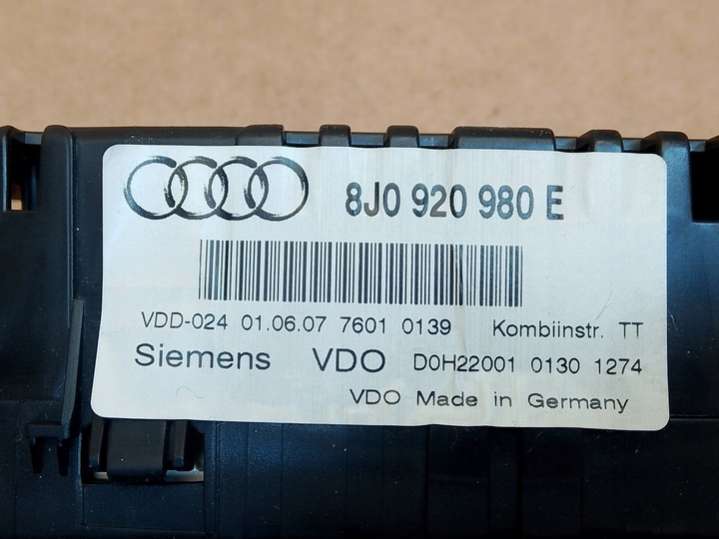 8J0 920 980 E
VDD-024 01.06.07 7601 0139 Kombiinstr. TT
Siemens VDO D0H22001 0130 1274
VDO Made in Germany